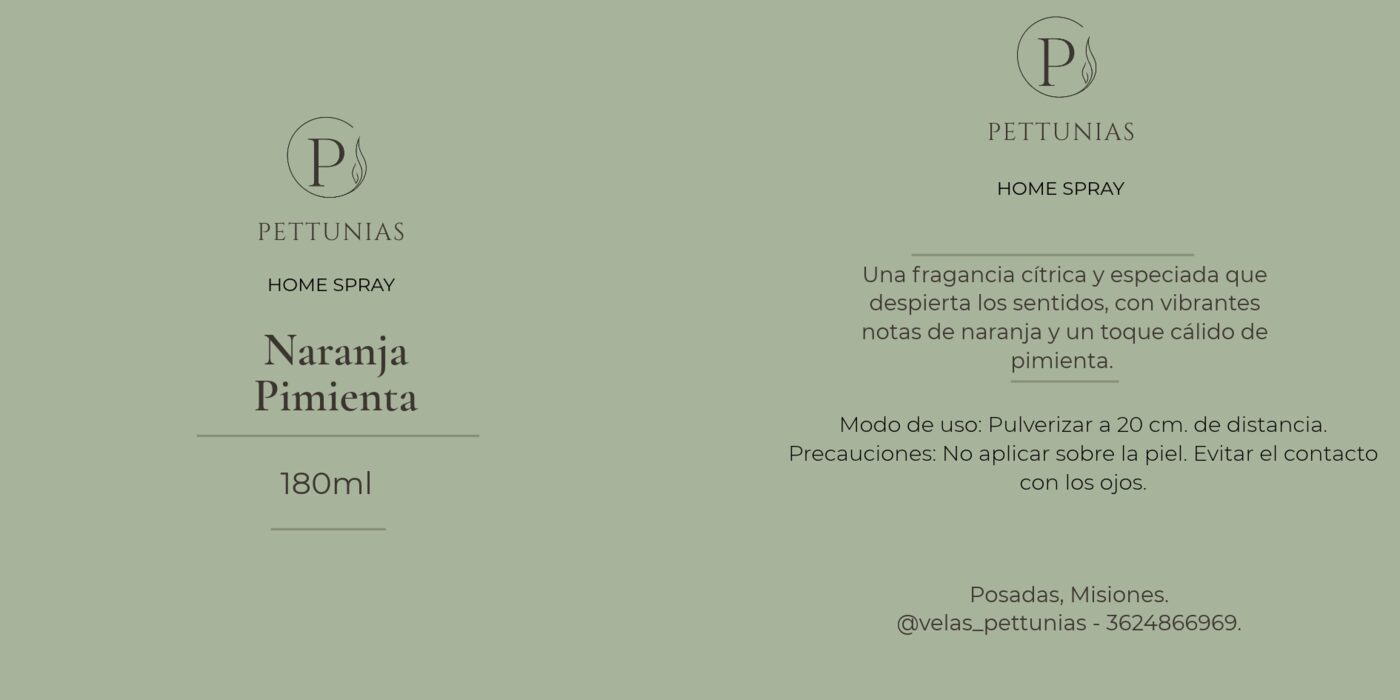 P
PETTUNIAS
HOME SPRAY
Naranja
Pimienta
180ml
P
PETTUNIAS
HOME SPRAY
Una fragancia cítrica y especiada que
despierta los sentidos, con vibrantes
notas de naranja y un toque cálido de
pimienta.
Modo de uso: Pulverizar a 20 cm. de distancia.
Precauciones: No aplicar sobre la piel. Evitar el contacto
con los ojos.
Posadas, Misiones.
@velas_pettunias - 3624866969.